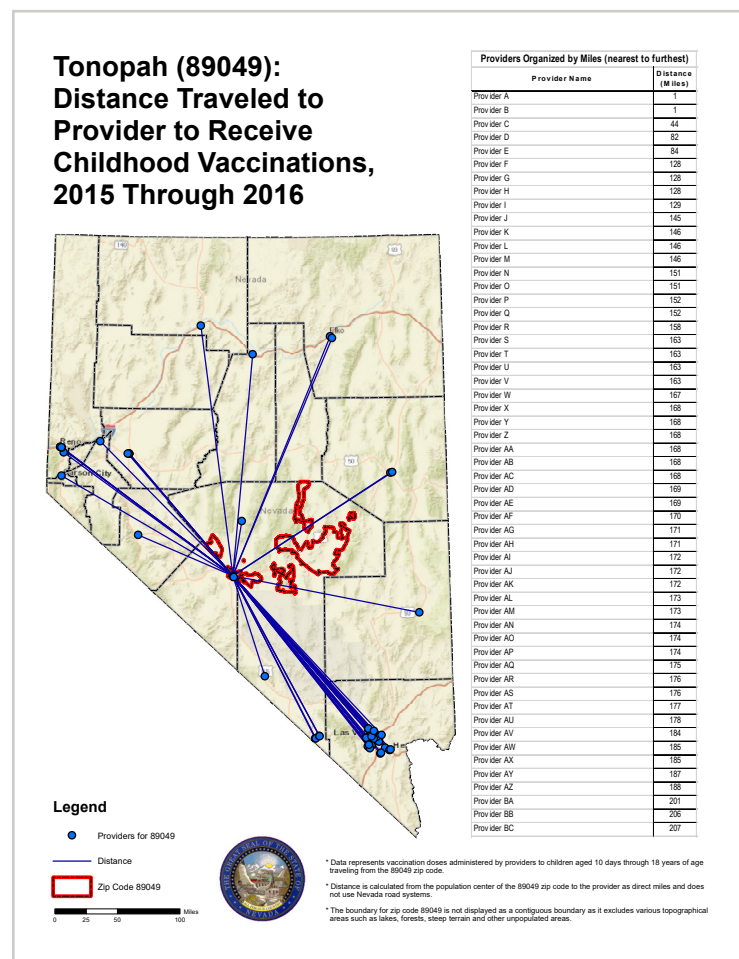 Tonopah (89049):
Distance Traveled to
Provider to Receive
Childhood Vaccinations,
2015 Through 2016
Providers Organized by Miles (nearest to furthest)
Provider Name Distance (Miles)
Provider A 1
Provider B 1
Provider C 44
Provider D 82
Provider E 84
Provider F 128
Provider G 128
Provider H 128
Provider I 129
Provider J 145
Provider K 146
Provider L 146
Provider M 146
Provider N 151
Provider O 151
Provider P 152
Provider Q 152
Provider R 158
Provider S 163
Provider T 163
Provider U 163
Provider V 163
Provider W 167
Provider X 168
Provider Y 168
Provider Z 168
Provider AA 168
Provider AB 168
Provider AC 168
Provider AD 169
Provider AE 169
Provider AF 170
Provider AG 171
Provider AH 171
Provider AI 172
Provider AJ 172
Provider AK 172
Provider AL 173
Provider AM 173
Provider AN 174
Provider AO 174
Provider AP 174
Provider AQ 175
Provider AR 176
Provider AS 176
Provider AT 177
Provider AU 178
Provider AV 184
Provider AW 185
Provider AX 185
Provider AY 187
Provider AZ 188
Provider BA 201
Provider BB 206
Provider BC 207
140
93
Nevada
Elko
Reno
Carson City
50
Nevada
Las V
He
Legend
Providers for 89049
Distance
Zip Code 89049
Miles
0 25 50 100
THE GREAT SEAL OF THE STATE OF NEVADA
* Data represents vaccination doses administered by providers to children aged 10 days through 18 years of age
traveling from the 89049 zip code.
* Distance is calculated from the population center of the 89049 zip code to the provider as direct miles and does
not use Nevada road systems.
* The boundary for zip code 89049 is not displayed as a contiguous boundary as it excludes various topographical
areas such as lakes, forests, steep terrain and other unpopulated areas.